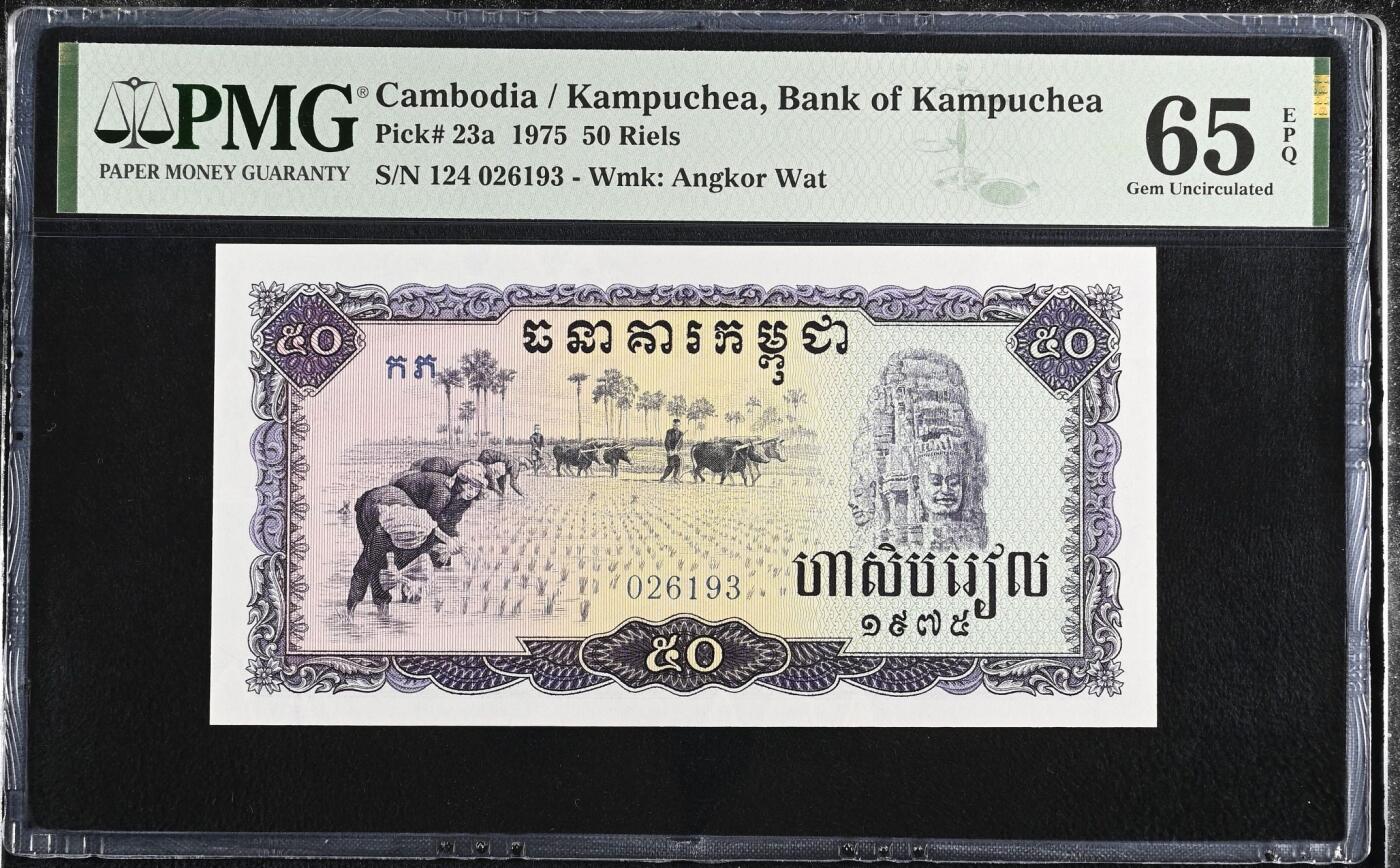 PMG®
PAPER MONEY GUARANTY
Cambodia / Kampuchea, Bank of Kampuchea
Pick# 23a 1975 50 Riels
S/N 124 026193 - Wmk: Angkor Wat
65
EPQ
Gem Uncirculated
៥០
ធនាគារកម្ពុជា
៥០
កភ
026193
ហាសិបរៀល
១៩៧៥
៥០